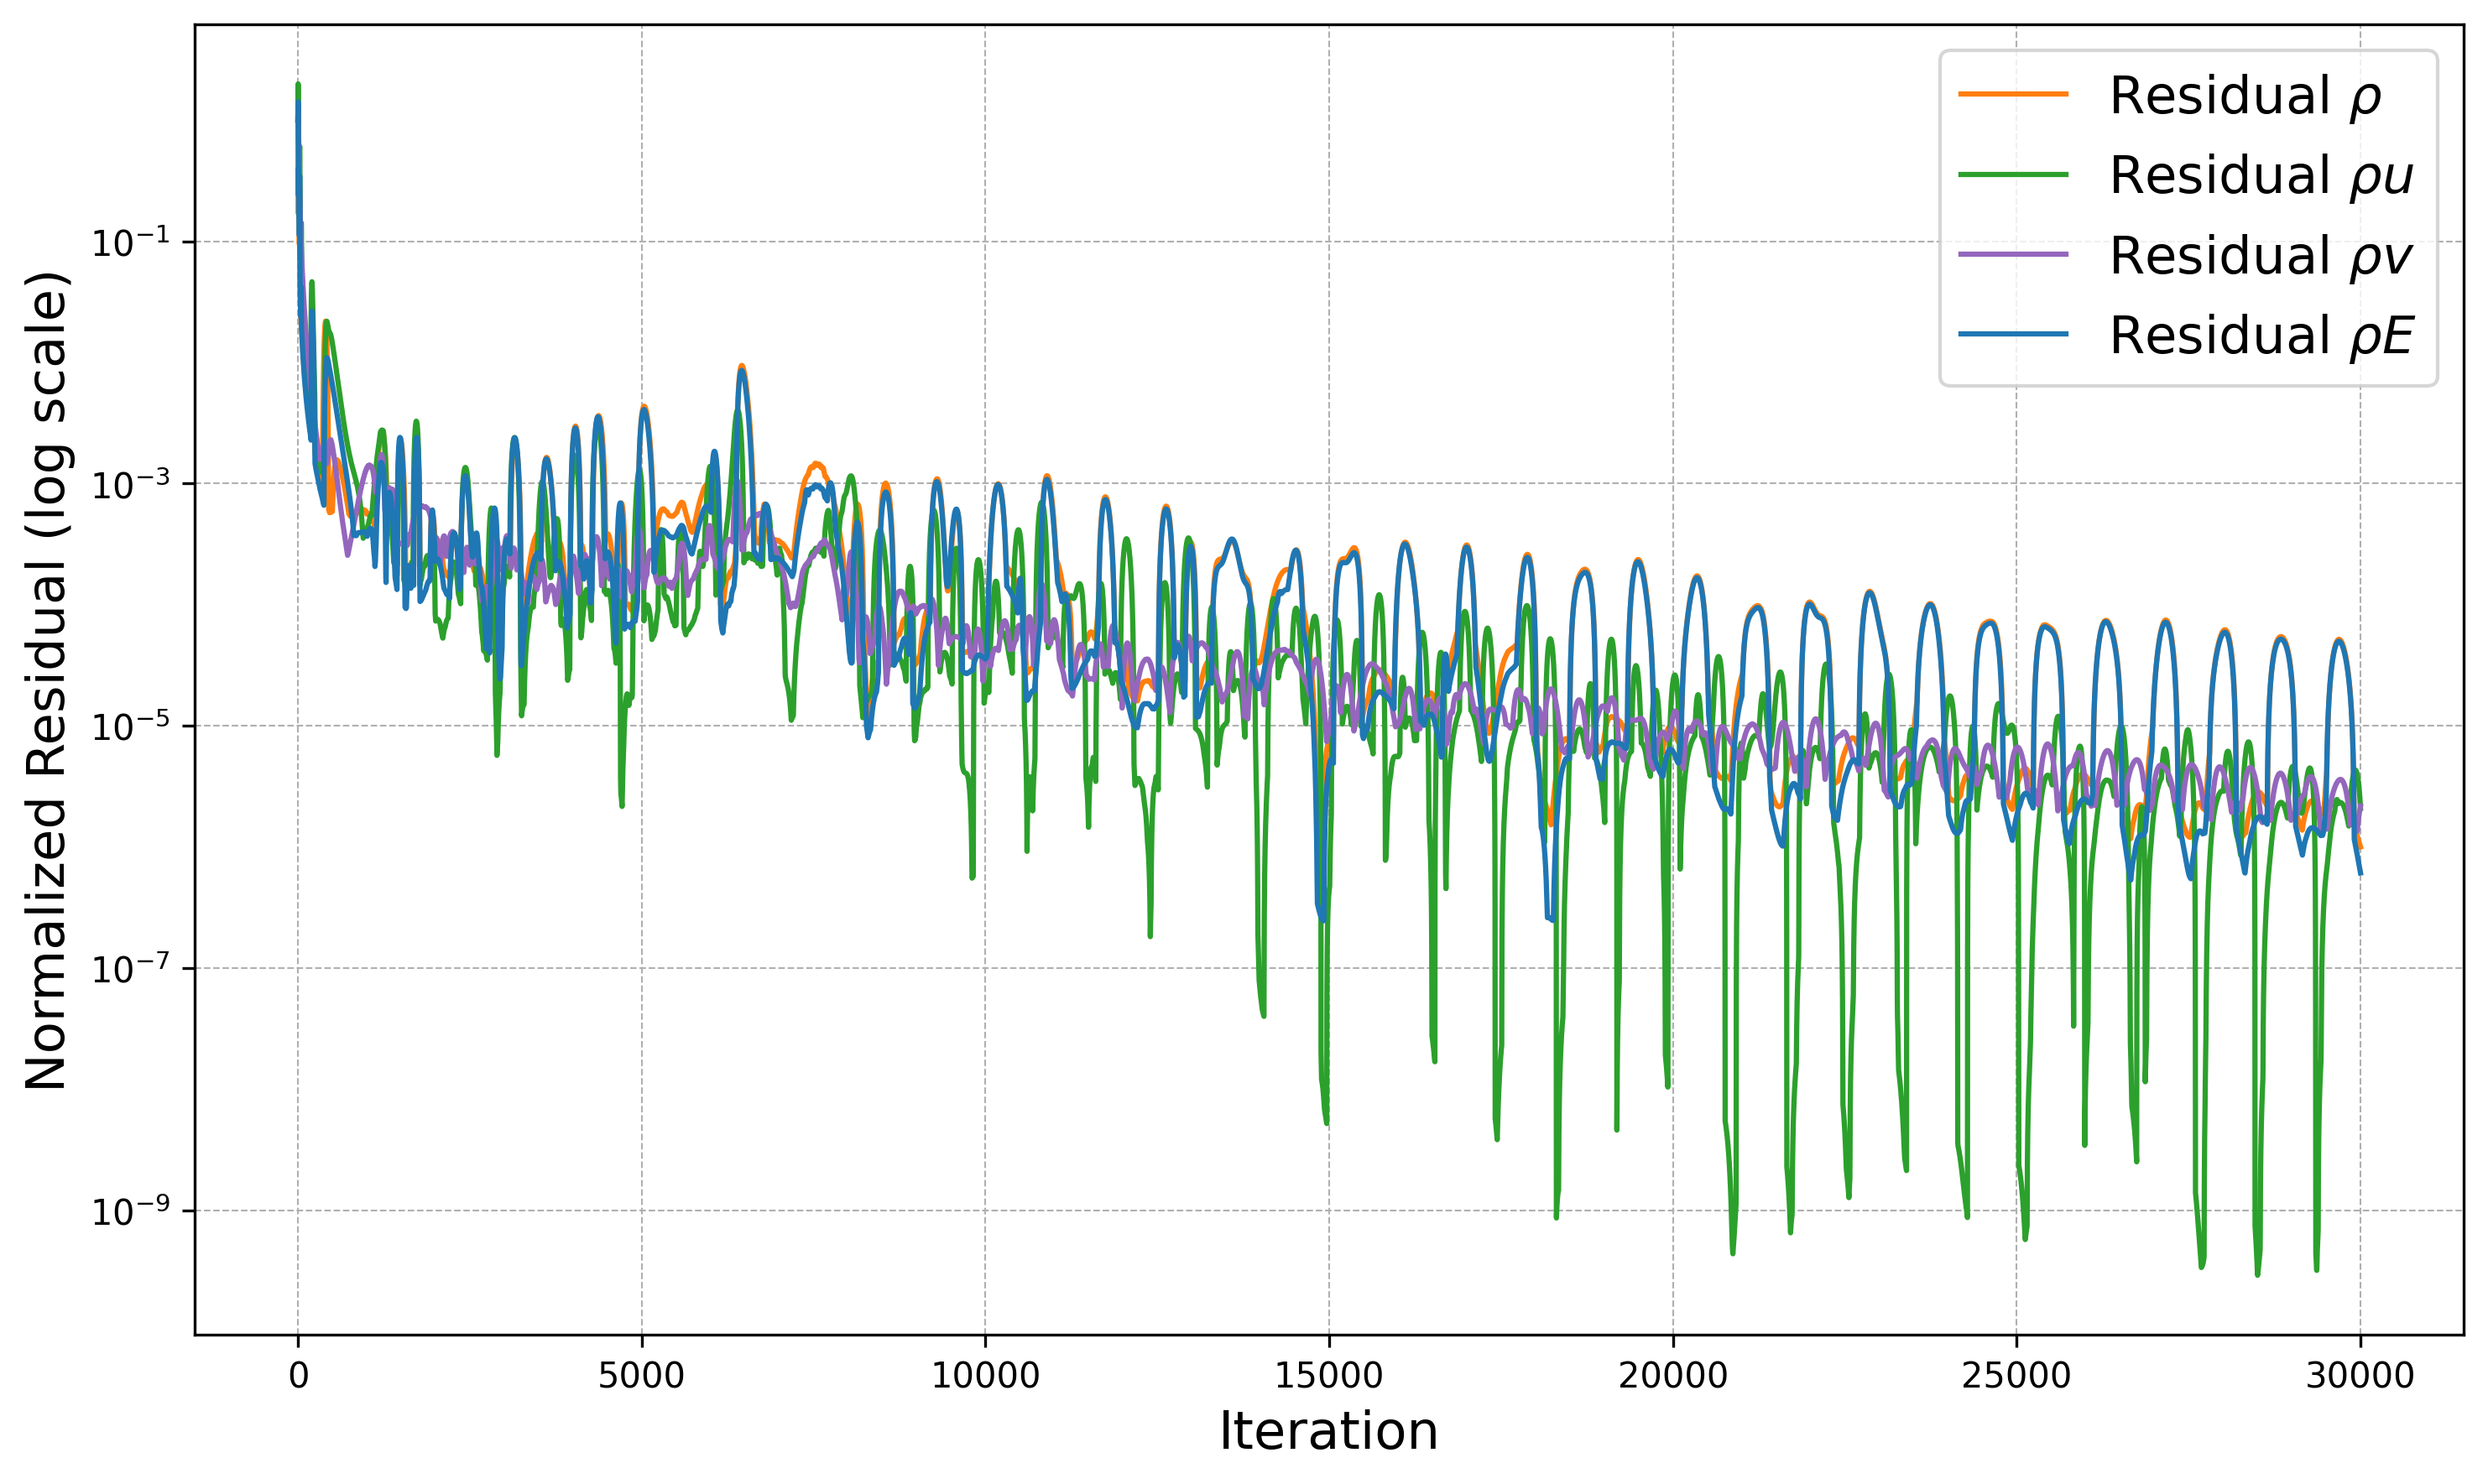 Residual ρ
Residual ρu
Residual ρv
Residual ρE
Normalized Residual (log scale)
10⁻¹
10⁻³
10⁻⁵
10⁻⁷
10⁻⁹
0 5000 10000 15000 20000 25000 30000
Iteration